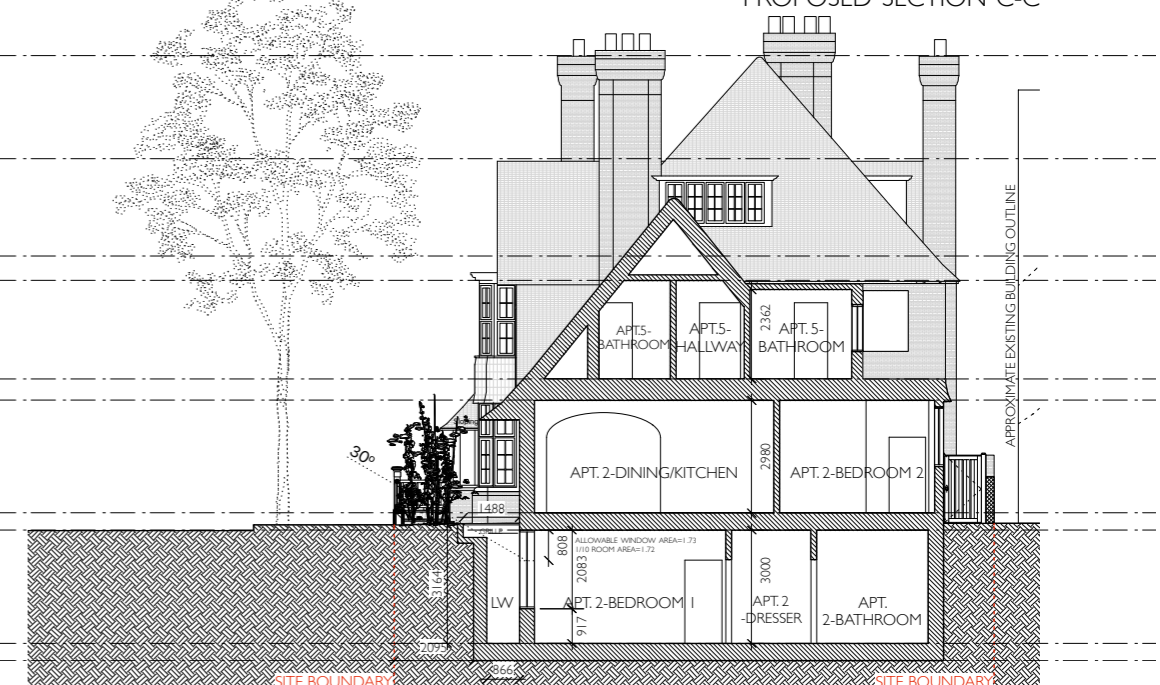 PROPOSED SECTION C-C
APPROXIMATE EXISTING BUILDING OUTLINE
APT.5-
BATHROOM
APT.5-
HALLWAY
2362
APT. 5-
BATHROOM
30°
APT. 2-DINING/KITCHEN
2980
APT. 2-BEDROOM 2
1488
808
ALLOWABLE WINDOW AREA=1.73
1/10 ROOM AREA=1.72
2083
3000
3164
LW
APT. 2-BEDROOM 1
APT. 2
-DRESSER
APT.
2-BATHROOM
917
2095
866
SITE BOUNDARY
SITE BOUNDARY